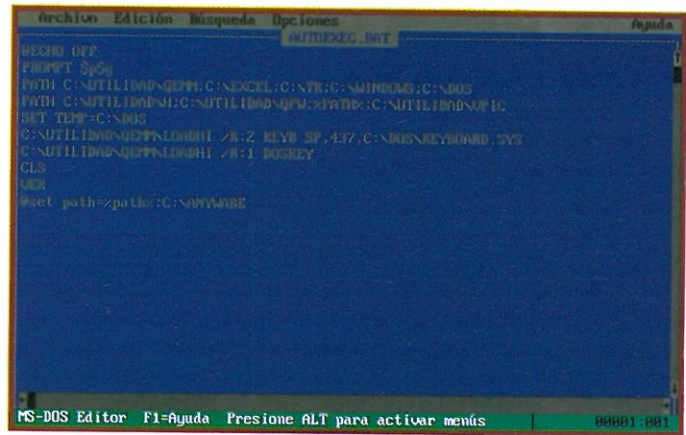 Archivo Edición Búsqueda Opciones Ayuda
AUTOEXEC.BAT
@ECHO OFF
PROMPT $p$g
PATH C:\UTILIDAD\QEMM;C:\EXCEL;C:\TR;C:\WINDOWS;C:\DOS
PATH C:\UTILIDAD\H;C:\UTILIDAD\QFW;%PATH%;C:\UTILIDAD\UPIC
SET TEMP=C:\DOS
C:\UTILIDAD\QEMM\LOADHI /R:2 KEYB SP,437,C:\DOS\KEYBOARD.SYS
C:\UTILIDAD\QEMM\LOADHI /R:1 DOSKEY
CLS
VER
@set path=%path%;C:\ANYWARE
MS-DOS Editor F1=Ayuda Presione ALT para activar menús 00001:001